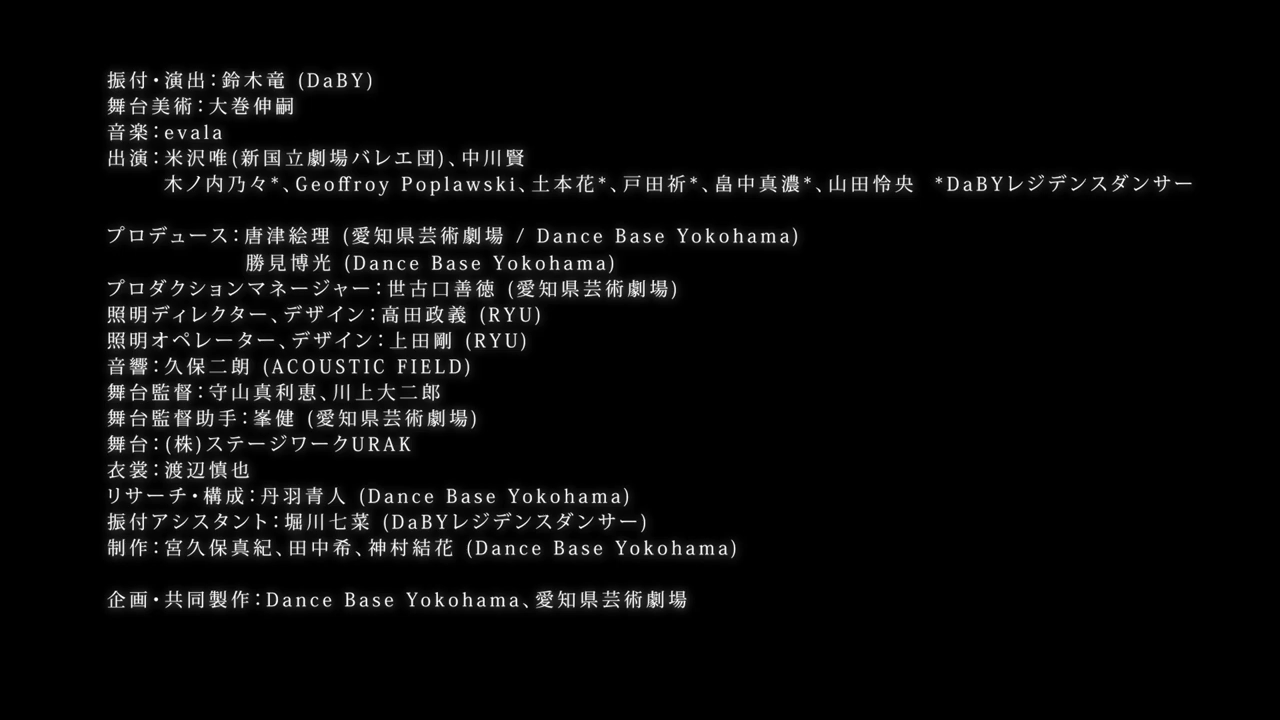 振付・演出：鈴木竜 (DaBY)
舞台美術：大巻伸嗣
音楽：evala
出演：米沢唯(新国立劇場バレエ団)、中川賢
木ノ内乃々*、Geoffroy Poplawski、土本花*、戸田祈*、畠中真濃*、山田怜央　*DaBYレジデンスダンサー
プロデュース：唐津絵理 (愛知県芸術劇場 / Dance Base Yokohama)
勝見博光 (Dance Base Yokohama)
プロダクションマネージャー：世古口善徳 (愛知県芸術劇場)
照明ディレクター、デザイン：高田政義 (RYU)
照明オペレーター、デザイン：上田剛 (RYU)
音響：久保二朗 (ACOUSTIC FIELD)
舞台監督：守山真利恵、川上大二郎
舞台監督助手：峯健 (愛知県芸術劇場)
舞台：(株)ステージワークURAK
衣裳：渡辺慎也
リサーチ・構成：丹羽青人 (Dance Base Yokohama)
振付アシスタント：堀川七菜 (DaBYレジデンスダンサー)
制作：宮久保真紀、田中希、神村結花 (Dance Base Yokohama)
企画・共同製作：Dance Base Yokohama、愛知県芸術劇場